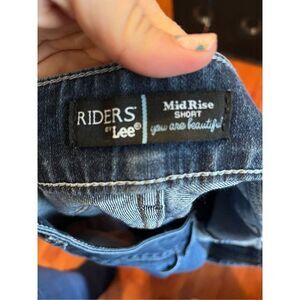 RIDERS
BY Lee®
Mid Rise
SHORT
you are beautiful